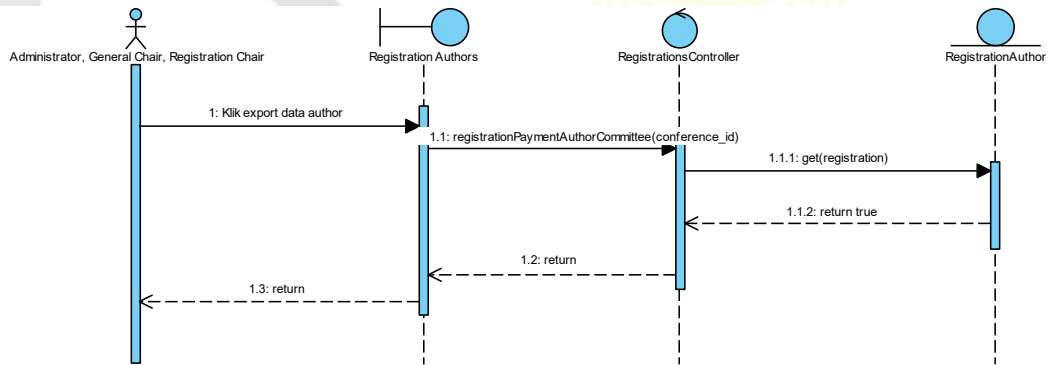 Administrator, General Chair, Registration Chair
Registration Authors
RegistrationsController
RegistrationAuthor
1: Klik export data author
1.1: registrationPaymentAuthorCommittee(conference_id)
1.1.1: get(registration)
1.1.2: return true
1.2: return
1.3: return